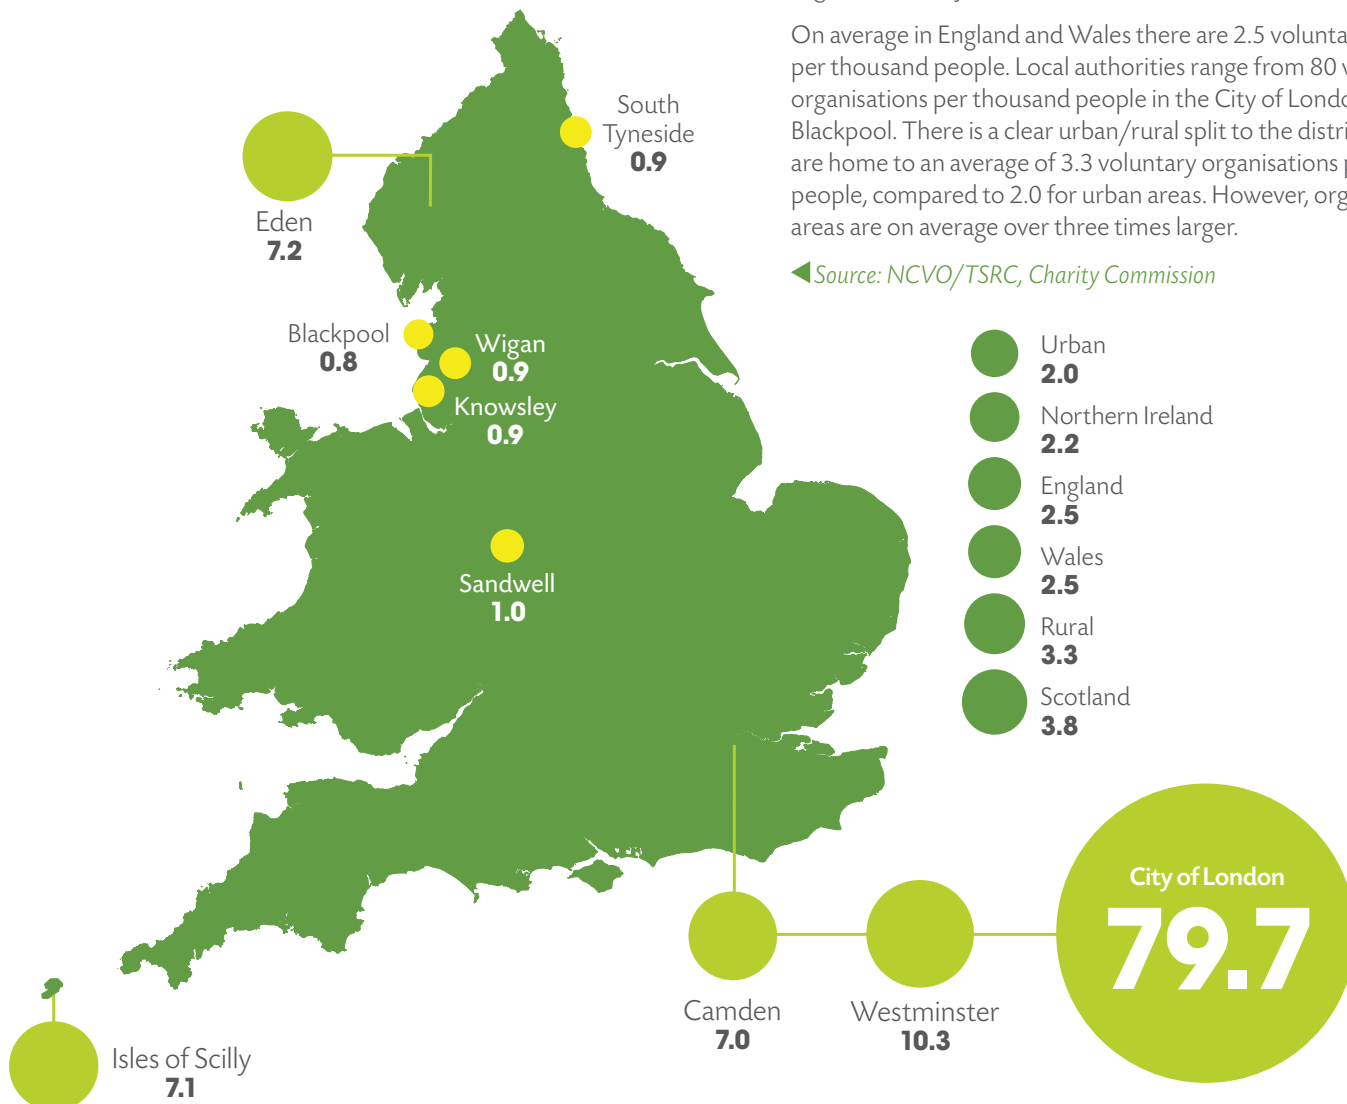 On average in England and Wales there are 2.5
per thousand people. Local authorities range from 80
organisations per thousand people in the City of
Blackpool. There is a clear urban/rural split to the
are home to an average of 3.3 voluntary organisations
people, compared to 2.0 for urban areas. However,
areas are on average over three times larger.
Source: NCVO/TSRC, Charity Commission
South
Tyneside
0.9
Eden
7.2
Blackpool
0.8
Wigan
0.9
Knowsley
0.9
Sandwell
1.0
Urban
2.0
Northern Ireland
2.2
England
2.5
Wales
2.5
Rural
3.3
Scotland
3.8
City of London
79.7
Camden
7.0
Westminster
10.3
Isles of Scilly
7.1